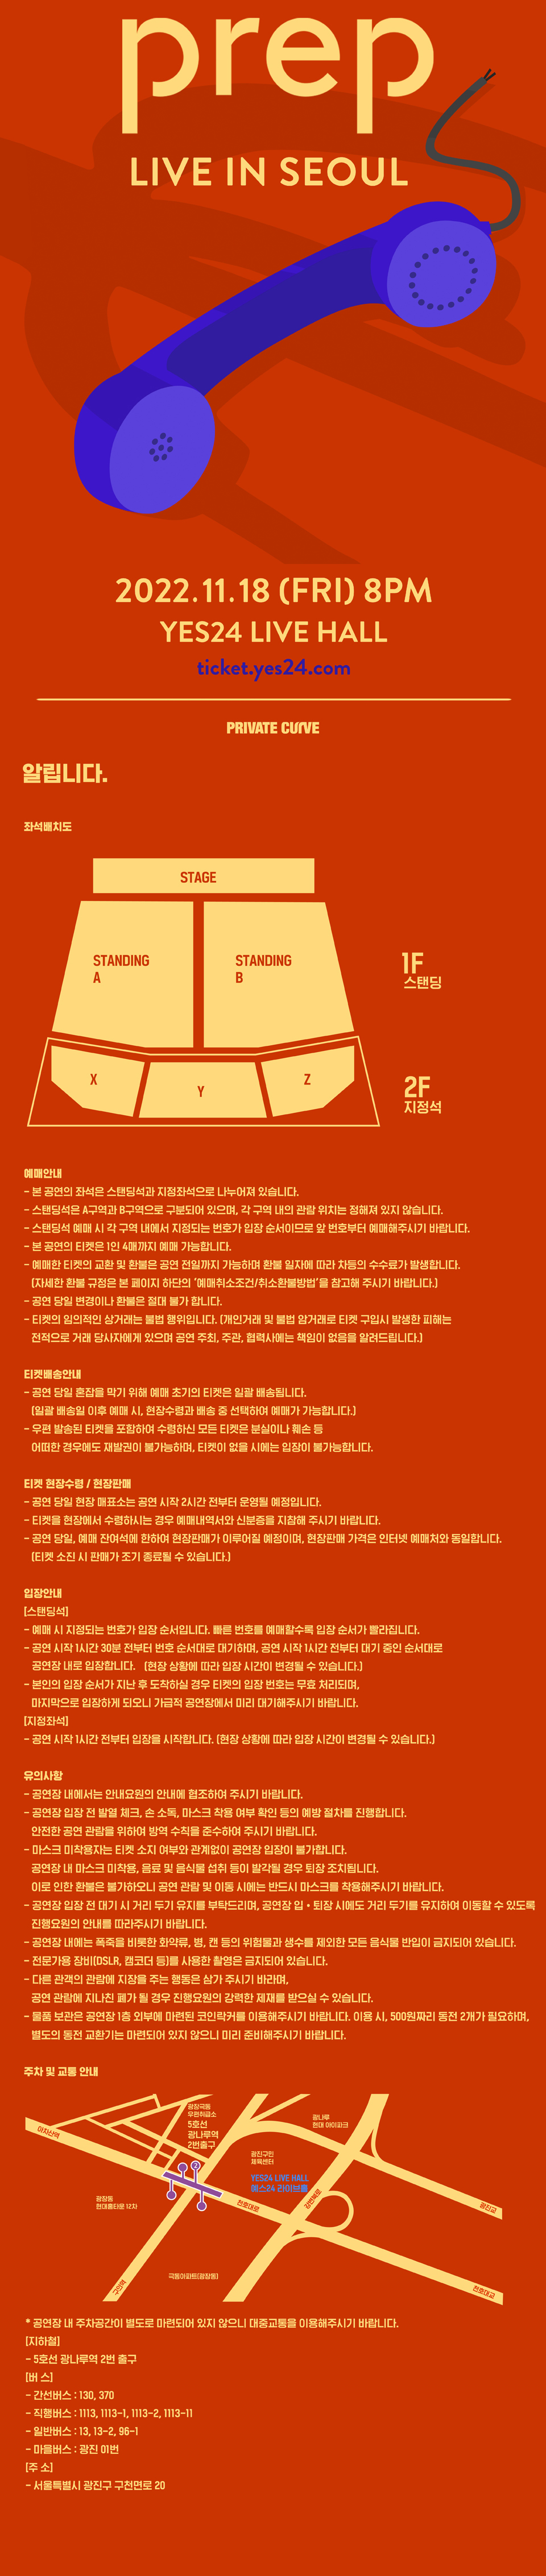 prep
LIVE IN SEOUL
2022.11.18 (FRI) 8PM
YES24 LIVE HALL
ticket.yes24.com
PRIVATE CURVE
알립니다.
좌석배치도
STAGE
STANDING
A
STANDING
B
1F
스탠딩
X
Y
Z
2F
지정석
예매안내
- 본 공연의 좌석은 스탠딩석과 지정좌석으로 나누어져 있습니다.
- 스탠딩석은 A구역과 B구역으로 구분되어 있으며, 각 구역 내의 관람 위치는 정해져 있지 않습니다.
- 스탠딩석 예매 시 각 구역 내에서 지정되는 번호가 입장 순서이므로 앞 번호부터 예매해주시기 바랍니다.
- 본 공연의 티켓은 1인 4매까지 예매 가능합니다.
- 예매한 티켓의 교환 및 환불은 공연 전일까지 가능하며 환불 일자에 따라 차등의 수수료가 발생합니다.
(자세한 환불 규정은 본 페이지 하단의 '예매취소조건/취소환불방법'을 참고해 주시기 바랍니다.)
- 공연 당일 변경이나 환불은 절대 불가 합니다.
- 티켓의 임의적인 상거래는 불법 행위입니다. (개인거래 및 불법 암거래로 티켓 구입시 발생한 피해는
전적으로 거래 당사자에게 있으며 공연 주최, 주관, 협력사에는 책임이 없음을 알려드립니다.)
티켓배송안내
- 공연 당일 혼잡을 막기 위해 예매 초기의 티켓은 일괄 배송됩니다.
(일괄 배송일 이후 예매 시, 현장수령과 배송 중 선택하여 예매가 가능합니다.)
- 우편 발송된 티켓을 포함하여 수령하신 모든 티켓은 분실이나 훼손 등
어떠한 경우에도 재발권이 불가능하며, 티켓이 없을 시에는 입장이 불가능합니다.
티켓 현장수령 / 현장판매
- 공연 당일 현장 매표소는 공연 시작 2시간 전부터 운영될 예정입니다.
- 티켓을 현장에서 수령하시는 경우 예매내역서와 신분증을 지참해 주시기 바랍니다.
- 공연 당일, 예매 잔여석에 한하여 현장판매가 이루어질 예정이며, 현장판매 가격은 인터넷 예매처와 동일합니다.
(티켓 소진 시 판매가 조기 종료될 수 있습니다.)
입장안내
[스탠딩석]
- 예매 시 지정되는 번호가 입장 순서입니다. 빠른 번호를 예매할수록 입장 순서가 빨라집니다.
- 공연 시작 1시간 30분 전부터 번호 순서대로 대기하며, 공연 시작 1시간 전부터 대기 중인 순서대로
공연장 내로 입장합니다. (현장 상황에 따라 입장 시간이 변경될 수 있습니다.)
- 본인의 입장 순서가 지난 후 도착하실 경우 티켓의 입장 번호는 무효 처리되며,
마지막으로 입장하게 되오니 가급적 공연장에서 미리 대기해주시기 바랍니다.
[지정좌석]
- 공연 시작 1시간 전부터 입장을 시작합니다. (현장 상황에 따라 입장 시간이 변경될 수 있습니다.)
유의사항
- 공연장 내에서는 안내요원의 안내에 협조하여 주시기 바랍니다.
- 공연장 입장 전 발열 체크, 손 소독, 마스크 착용 여부 확인 등의 예방 절차를 진행합니다.
안전한 공연 관람을 위하여 방역 수칙을 준수하여 주시기 바랍니다.
- 마스크 미착용자는 티켓 소지 여부와 관계없이 공연장 입장이 불가합니다.
공연장 내 마스크 미착용, 음료 및 음식물 섭취 등이 발각될 경우 퇴장 조치됩니다.
이로 인한 환불은 불가하오니 공연 관람 및 이동 시에는 반드시 마스크를 착용해주시기 바랍니다.
- 공연장 입장 전 대기 시 거리 두기 유지를 부탁드리며, 공연장 입·퇴장 시에도 거리 두기를 유지하여 이동할 수 있도록
진행요원의 안내를 따라주시기 바랍니다.
- 공연장 내에는 폭죽을 비롯한 화약류, 병, 캔 등의 위험물과 생수를 제외한 모든 음식물 반입이 금지되어 있습니다.
- 전문가용 장비(DSLR, 캠코더 등)를 사용한 촬영은 금지되어 있습니다.
- 다른 관객의 관람에 지장을 주는 행동은 삼가 주시기 바라며,
공연 관람에 지나친 폐가 될 경우 진행요원의 강력한 제재를 받으실 수 있습니다.
- 물품 보관은 공연장 1층 외부에 마련된 코인락커를 이용해주시기 바랍니다. 이용 시, 500원짜리 동전 2개가 필요하며,
별도의 동전 교환기는 마련되어 있지 않으니 미리 준비해주시기 바랍니다.
주차 및 교통 안내
광장극동
우편취급소
5호선
광나루역
2번출구
광나루
현대 아이파크
아차산역
광진구민
체육센터
2
YES24 LIVE HALL
예스24 라이브홀
광장동
현대홈타운 12차
천호대로
강변북로
광진교
극동아파트(광장동)
구의역
천호대교
* 공연장 내 주차공간이 별도로 마련되어 있지 않으니 대중교통을 이용해주시기 바랍니다.
[지하철]
- 5호선 광나루역 2번 출구
[버 스]
- 간선버스 : 130, 370
- 직행버스 : 1113, 1113-1, 1113-2, 1113-11
- 일반버스 : 13, 13-2, 96-1
- 마을버스 : 광진 01번
[주 소]
- 서울특별시 광진구 구천면로 20